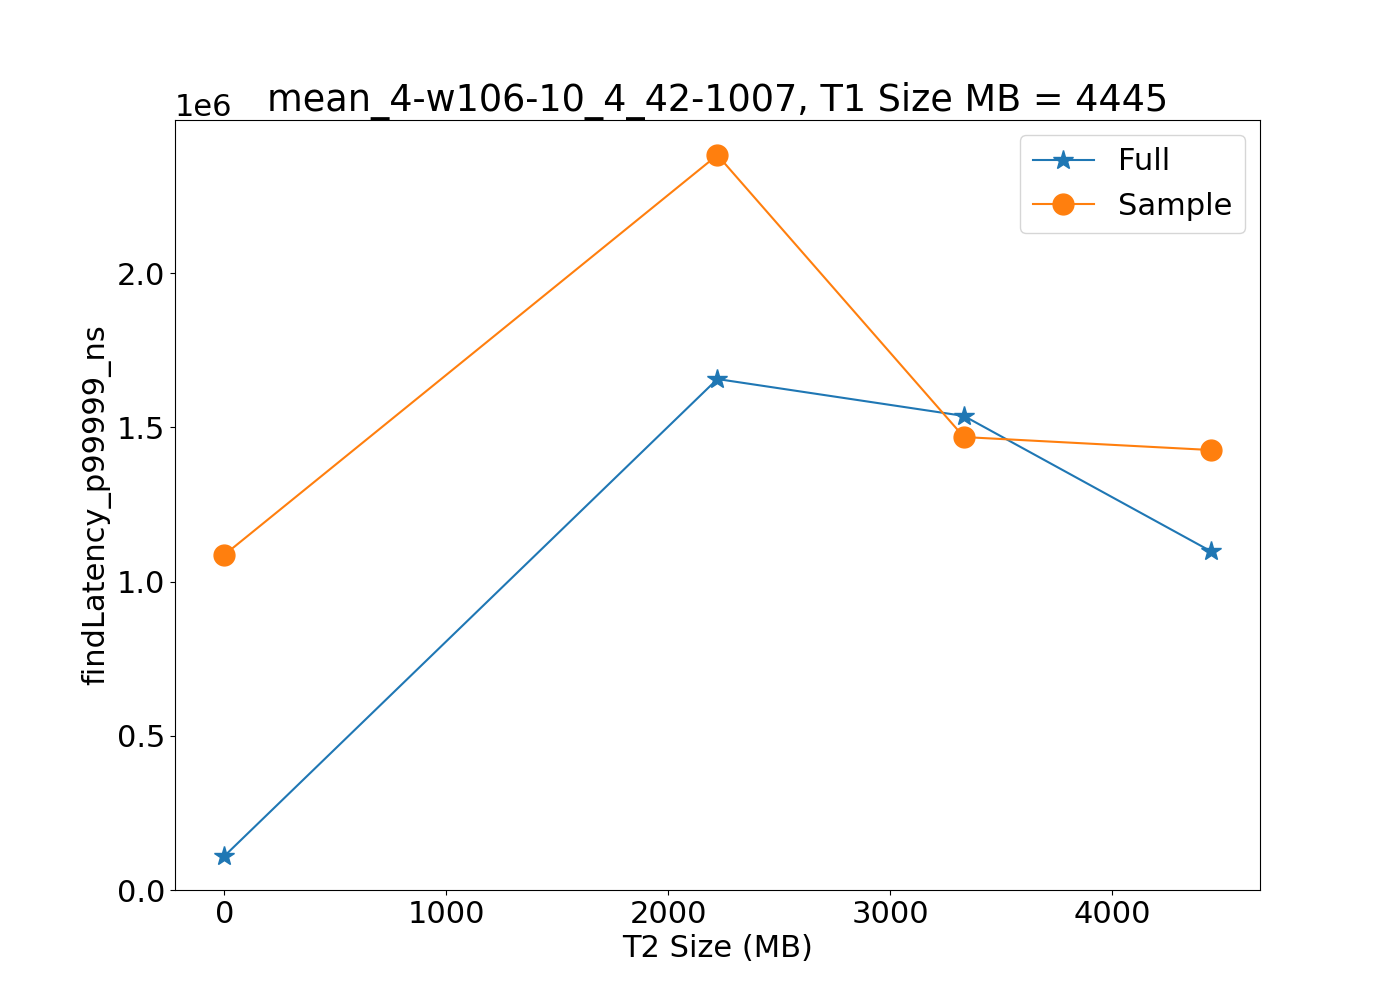 1e6
mean_4-w106-10_4_42-1007, T1 Size MB = 4445
Full
Sample
findLatency_p99999_ns
2.0
1.5
1.0
0.5
0.0
0 1000 2000 3000 4000
T2 Size (MB)